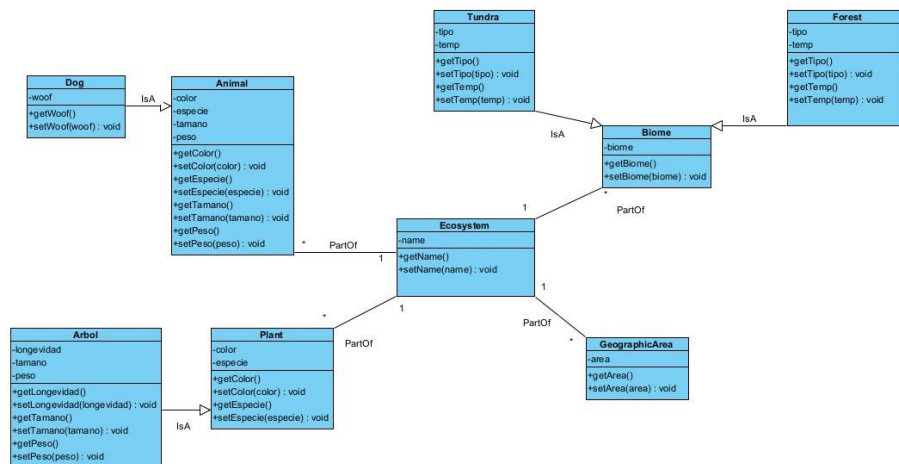 Tundra
-tipo
-temp
+getTipo()
+setTipo(tipo) : void
+getTemp()
+setTemp(temp) : void
Forest
-tipo
-temp
+getTipo()
+setTipo(tipo) : void
+getTemp()
+setTemp(temp) : void
Dog
-woof
+getWoof()
+setWoof(woof) : void
IsA
Animal
-color
-especie
-tamano
-peso
+getColor()
+setColor(color) : void
+getEspecie()
+setEspecie(especie) : void
+getTamano()
+setTamano(tamano) : void
+getPeso()
+setPeso(peso) : void
IsA
IsA
Biome
-biome
+getBiome()
+setBiome(biome) : void
1
*
PartOf
Ecosystem
-name
+getName()
+setName(name) : void
*
PartOf
1
1
1
*
PartOf
PartOf
*
Arbol
-longevidad
-tamano
-peso
+getLongevidad()
+setLongevidad(longevidad) : void
+getTamano()
+setTamano(tamano) : void
+getPeso()
+setPeso(peso) : void
IsA
Plant
-color
-especie
+getColor()
+setColor(color) : void
+getEspecie()
+setEspecie(especie) : void
GeographicArea
-area
+getArea()
+setArea(area) : void